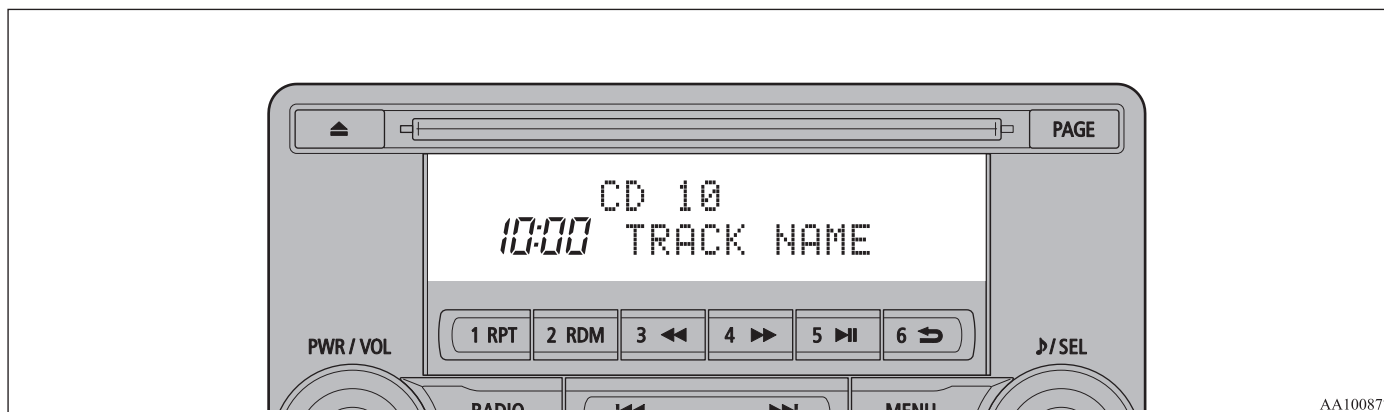 PAGE
CD 10
10:00 TRACK NAME
1 RPT 2 RDM 3 4 5 6
PWR / VOL
/ SEL
RADIO MENU
AA10087